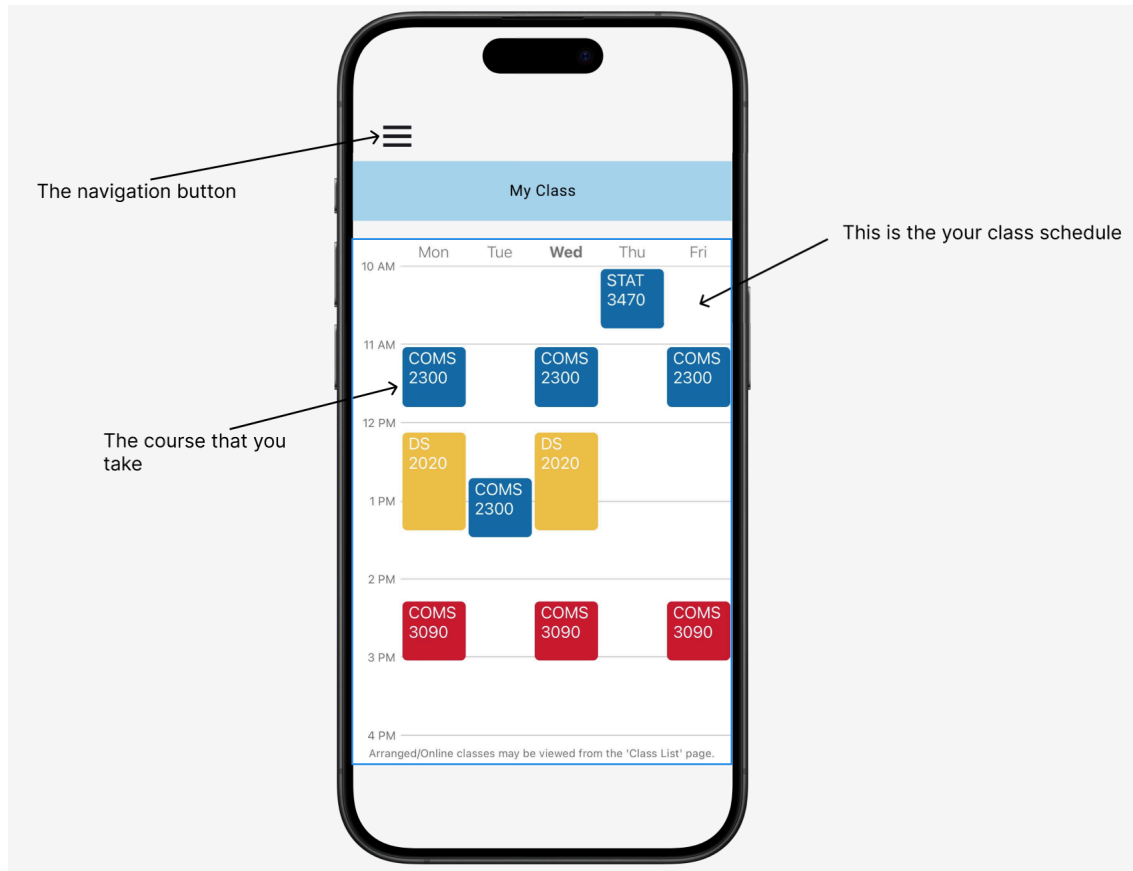 The navigation button
My Class
This is the your class schedule
Mon Tue Wed Thu Fri
10 AM
STAT
3470
11 AM
COMS
2300
COMS
2300
COMS
2300
The course that you
take
12 PM
DS
2020
DS
2020
COMS
2300
1 PM
2 PM
COMS
3090
COMS
3090
COMS
3090
3 PM
4 PM
Arranged/Online classes may be viewed from the 'Class List' page.